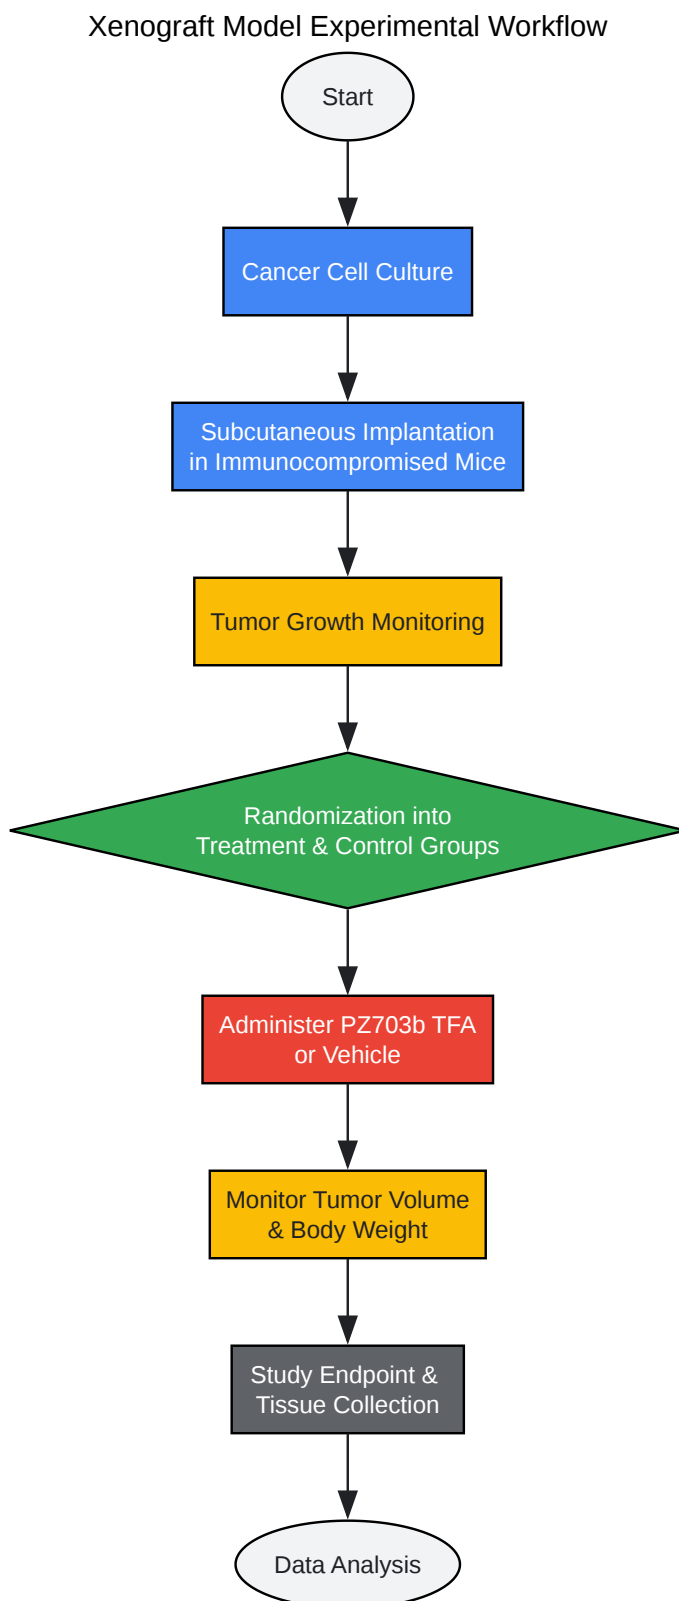 Xenograft Model Experimental Workflow
Start
Cancer Cell Culture
Subcutaneous Implantation
in Immunocompromised Mice
Tumor Growth Monitoring
Randomization into
Treatment & Control Groups
Administer PZ703b TFA
or Vehicle
Monitor Tumor Volume
& Body Weight
Study Endpoint &
Tissue Collection
Data Analysis